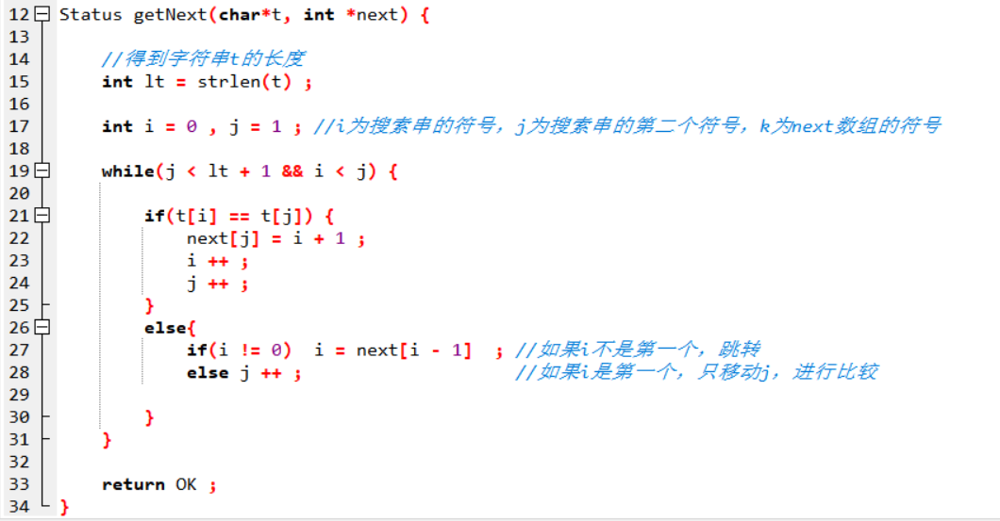 12 Status getNext(char*t, int *next) {
13
14 //得到字符串t的长度
15 int lt = strlen(t) ;
16
17 int i = 0 , j = 1 ; //i为搜索串的符号，j为搜索串的第二个符号，k为next数组的符号
18
19 while(j < lt + 1 && i < j) {
20
21 if(t[i] == t[j]) {
22 next[j] = i + 1 ;
23 i ++ ;
24 j ++ ;
25 }
26 else{
27 if(i != 0) i = next[i - 1] ; //如果i不是第一个，跳转
28 else j ++ ; //如果i是第一个，只移动j，进行比较
29
30 }
31 }
32
33 return OK ;
34 }